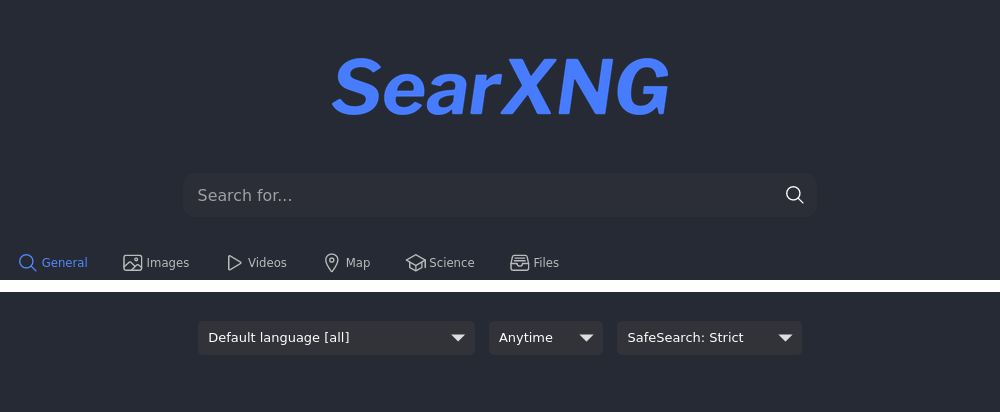 SearXNG
Search for...
General Images Videos Map Science Files
Default language [all] Anytime SafeSearch: Strict